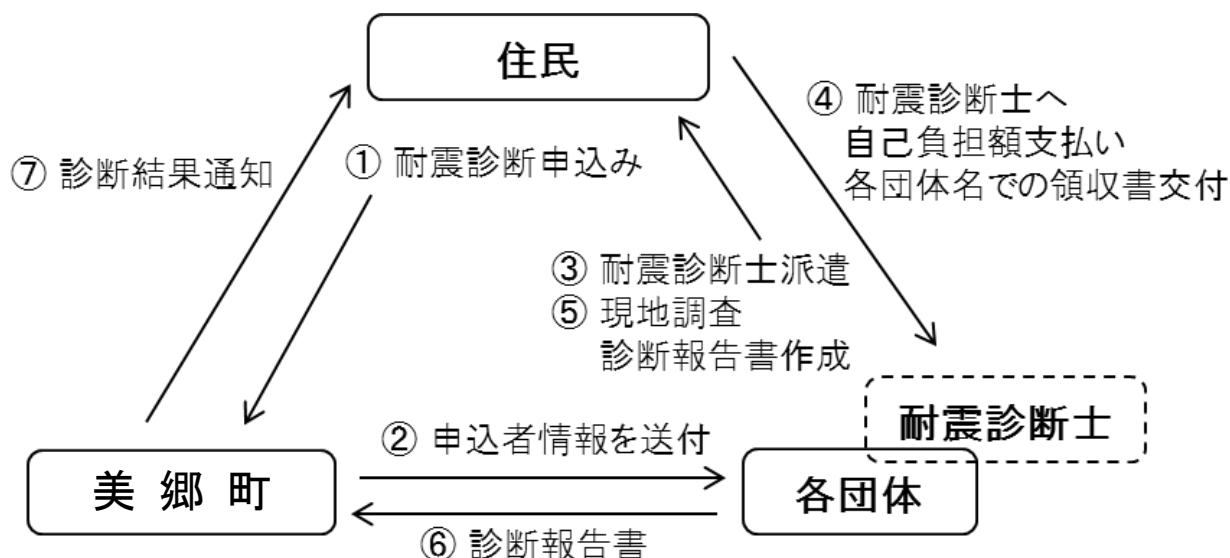 住民
④ 耐震診断士へ
自己負担額支払い
各団体名での領収書交付
⑦ 診断結果通知
① 耐震診断申込み
③ 耐震診断士派遣
⑤ 現地調査
診断報告書作成
耐震診断士
② 申込者情報を送付
美 郷 町
各団体
⑥ 診断報告書